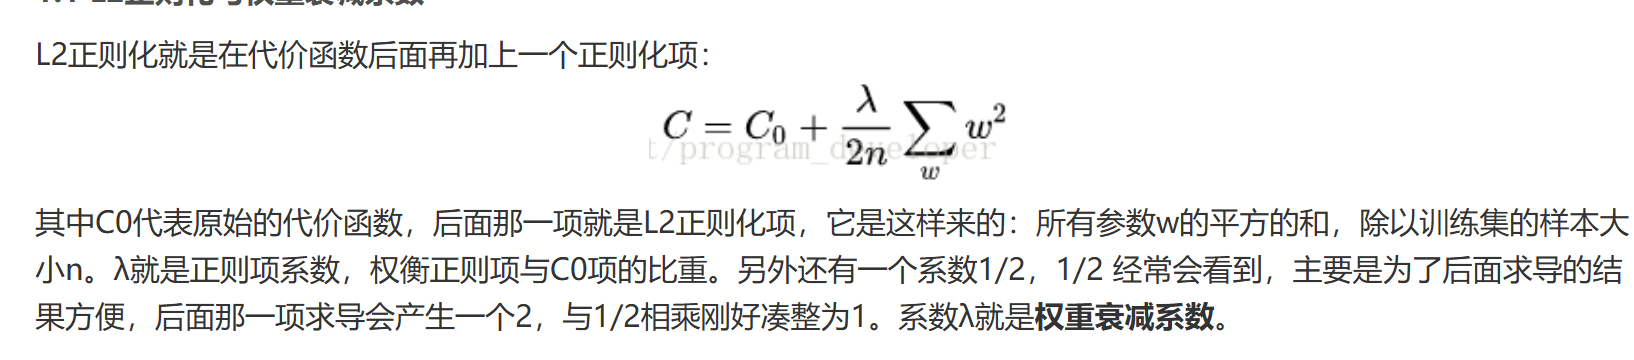 L2正则化就是在代价函数后面再加上一个正则化项：
C = C₀ + λ/2n ∑w w²
t/program_developer
其中C0代表原始的代价函数，后面那一项就是L2正则化项，它是这样来的：所有参数w的平方的和，除以训练集的样本大
小n。λ就是正则项系数，权衡正则项与C0项的比重。另外还有一个系数1/2，1/2 经常会看到，主要是为了后面求导的结
果方便，后面那一项求导会产生一个2，与1/2相乘刚好凑整为1。系数λ就是权重衰减系数。